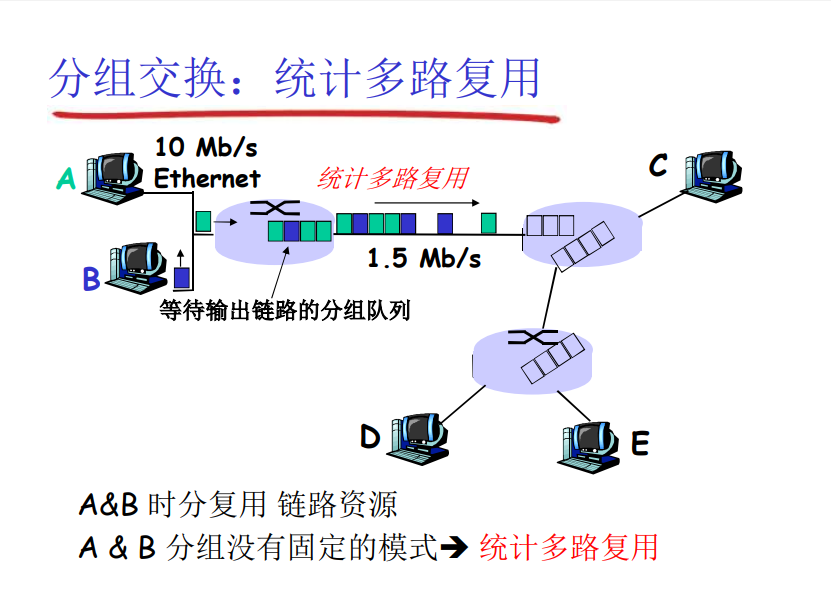 分组交换：统计多路复用
10 Mb/s
Ethernet
A
统计多路复用
C
B
1.5 Mb/s
等待输出链路的分组队列
D
E
A&B 时分复用 链路资源
A & B 分组没有固定的模式➔ 统计多路复用